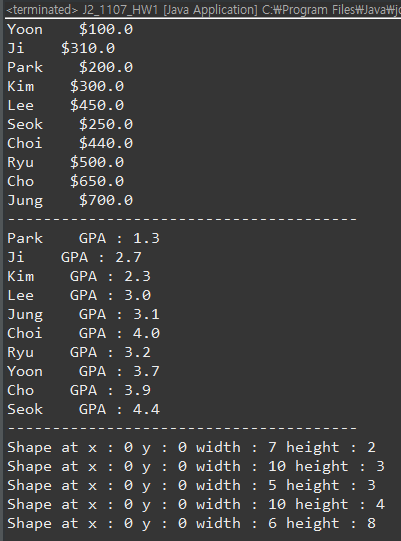 <terminated> J2_1107_HW1 [Java Application] C:₩Program Files₩Java₩j
Yoon    $100.0
Ji    $310.0
Park    $200.0
Kim    $300.0
Lee    $450.0
Seok    $250.0
Choi    $440.0
Ryu    $500.0
Cho    $650.0
Jung    $700.0
---------------------------------------
Park    GPA : 1.3
Ji    GPA : 2.7
Kim    GPA : 2.3
Lee    GPA : 3.0
Jung    GPA : 3.1
Choi    GPA : 4.0
Ryu    GPA : 3.2
Yoon    GPA : 3.7
Cho    GPA : 3.9
Seok    GPA : 4.4
---------------------------------------
Shape at x : 0 y : 0 width : 7 height : 2
Shape at x : 0 y : 0 width : 10 height : 3
Shape at x : 0 y : 0 width : 5 height : 3
Shape at x : 0 y : 0 width : 10 height : 4
Shape at x : 0 y : 0 width : 6 height : 8